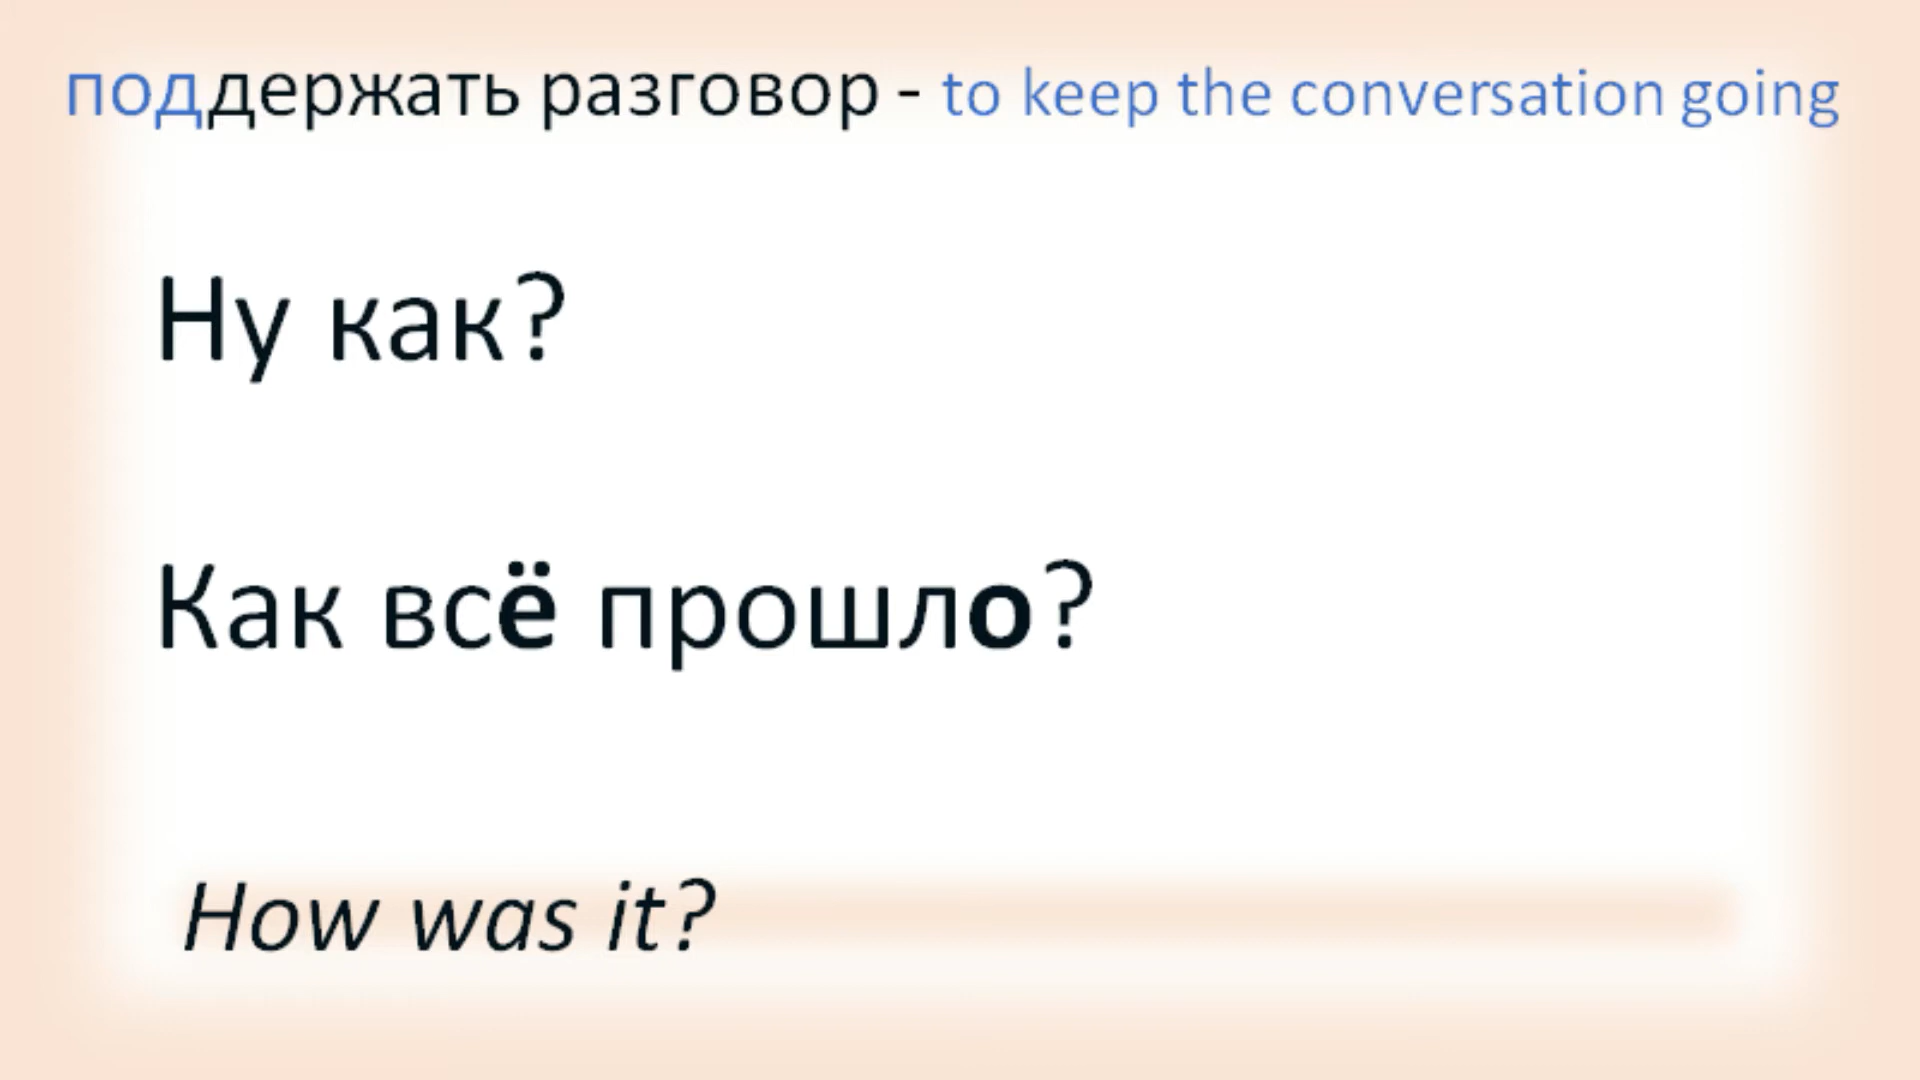 поддержать разговор - to keep the conversation going
Ну как?
Как всё прошло?
How was it?